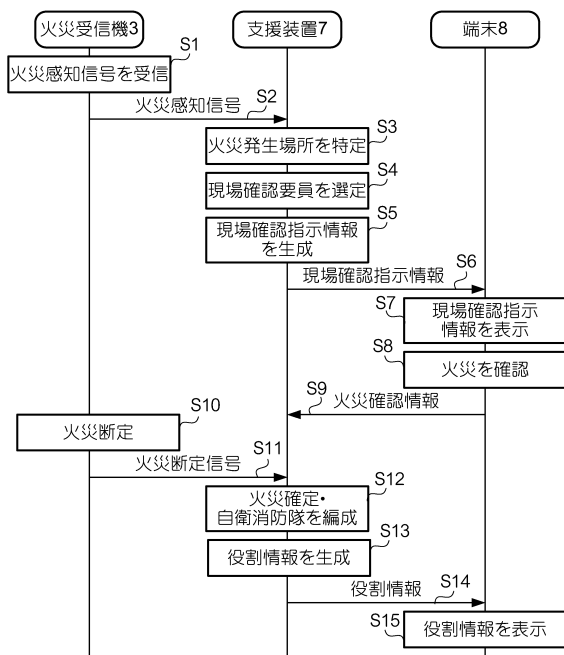 火災受信機3
支援装置7
端末8
S1
火災感知信号を受信
火災感知信号
S2
S3
火災発生場所を特定
S4
現場確認要員を選定
S5
現場確認指示情報
を生成
現場確認指示情報
S6
S7
現場確認指示
情報を表示
S8
火災を確認
S9
火災確認情報
S10
火災断定
火災断定信号
S11
S12
火災確定・
自衛消防隊を編成
S13
役割情報を生成
役割情報
S14
S15
役割情報を表示